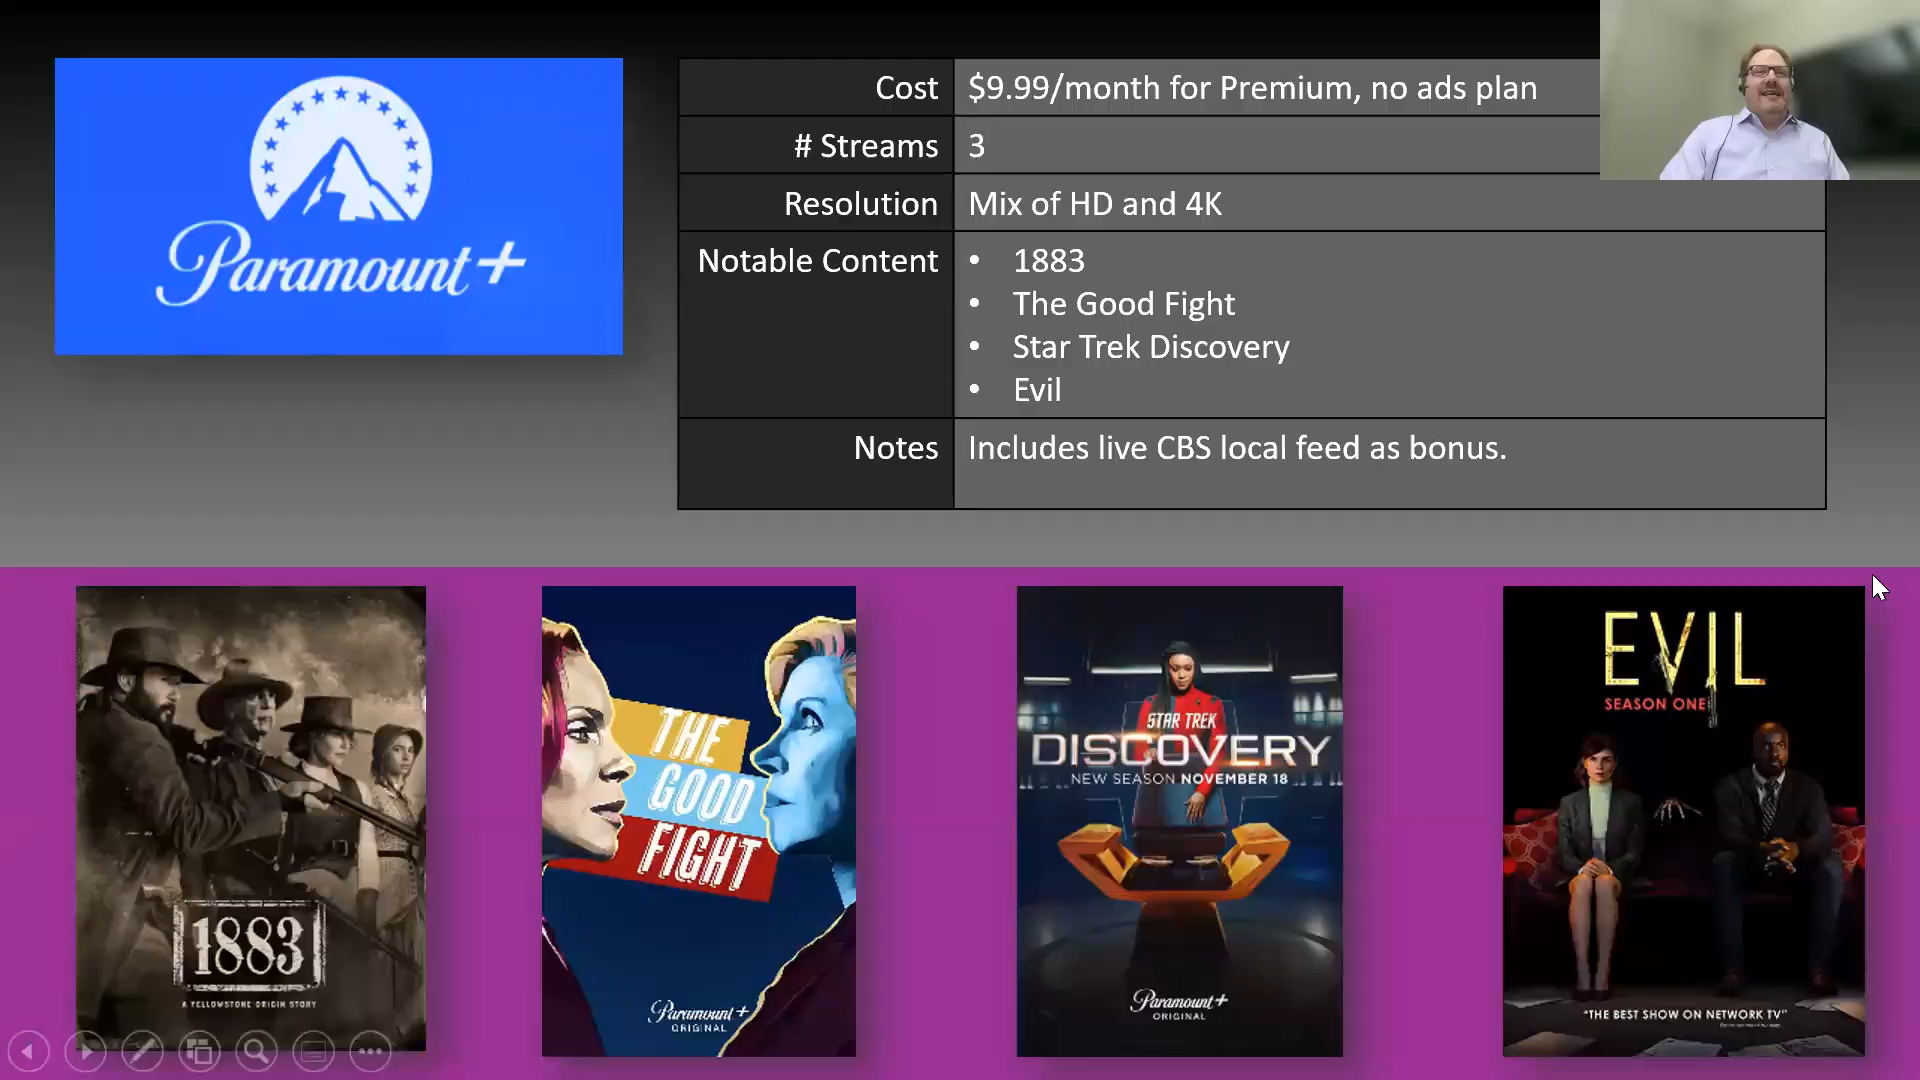 Paramount+
Cost $9.99/month for Premium, no ads plan
# Streams 3
Resolution Mix of HD and 4K
Notable Content • 1883
• The Good Fight
• Star Trek Discovery
• Evil
Notes Includes live CBS local feed as bonus.
1883
A YELLOWSTONE ORIGIN STORY
THE
GOOD
FIGHT
Paramount+
ORIGINAL
STAR TREK
DISCOVERY
NEW SEASON NOVEMBER 18
Paramount+
ORIGINAL
EVIL
SEASON ONE
"THE BEST SHOW ON NETWORK TV"